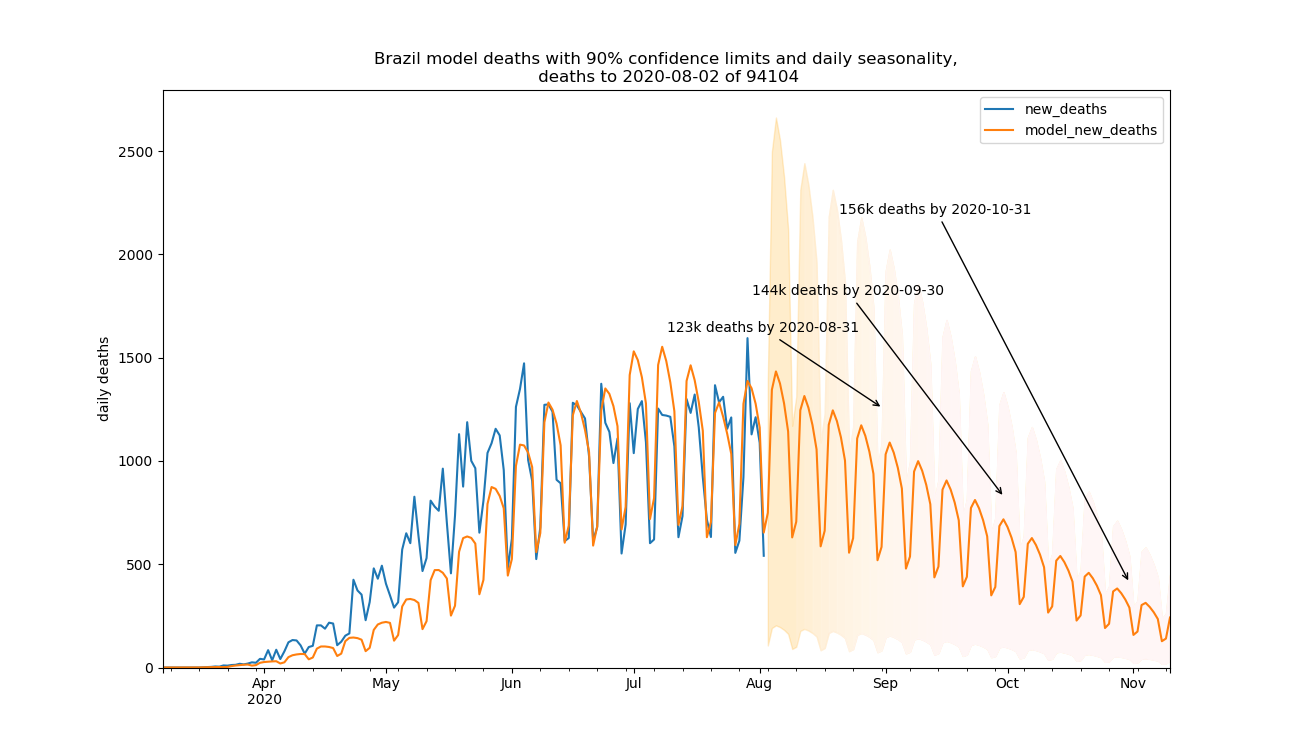 Brazil model deaths with 90% confidence limits and daily seasonality,
deaths to 2020-08-02 of 94104
new_deaths
model_new_deaths
2500
2000
1500
1000
500
0
daily deaths
156k deaths by 2020-10-31
144k deaths by 2020-09-30
123k deaths by 2020-08-31
Apr
2020
May
Jun
Jul
Aug
Sep
Oct
Nov